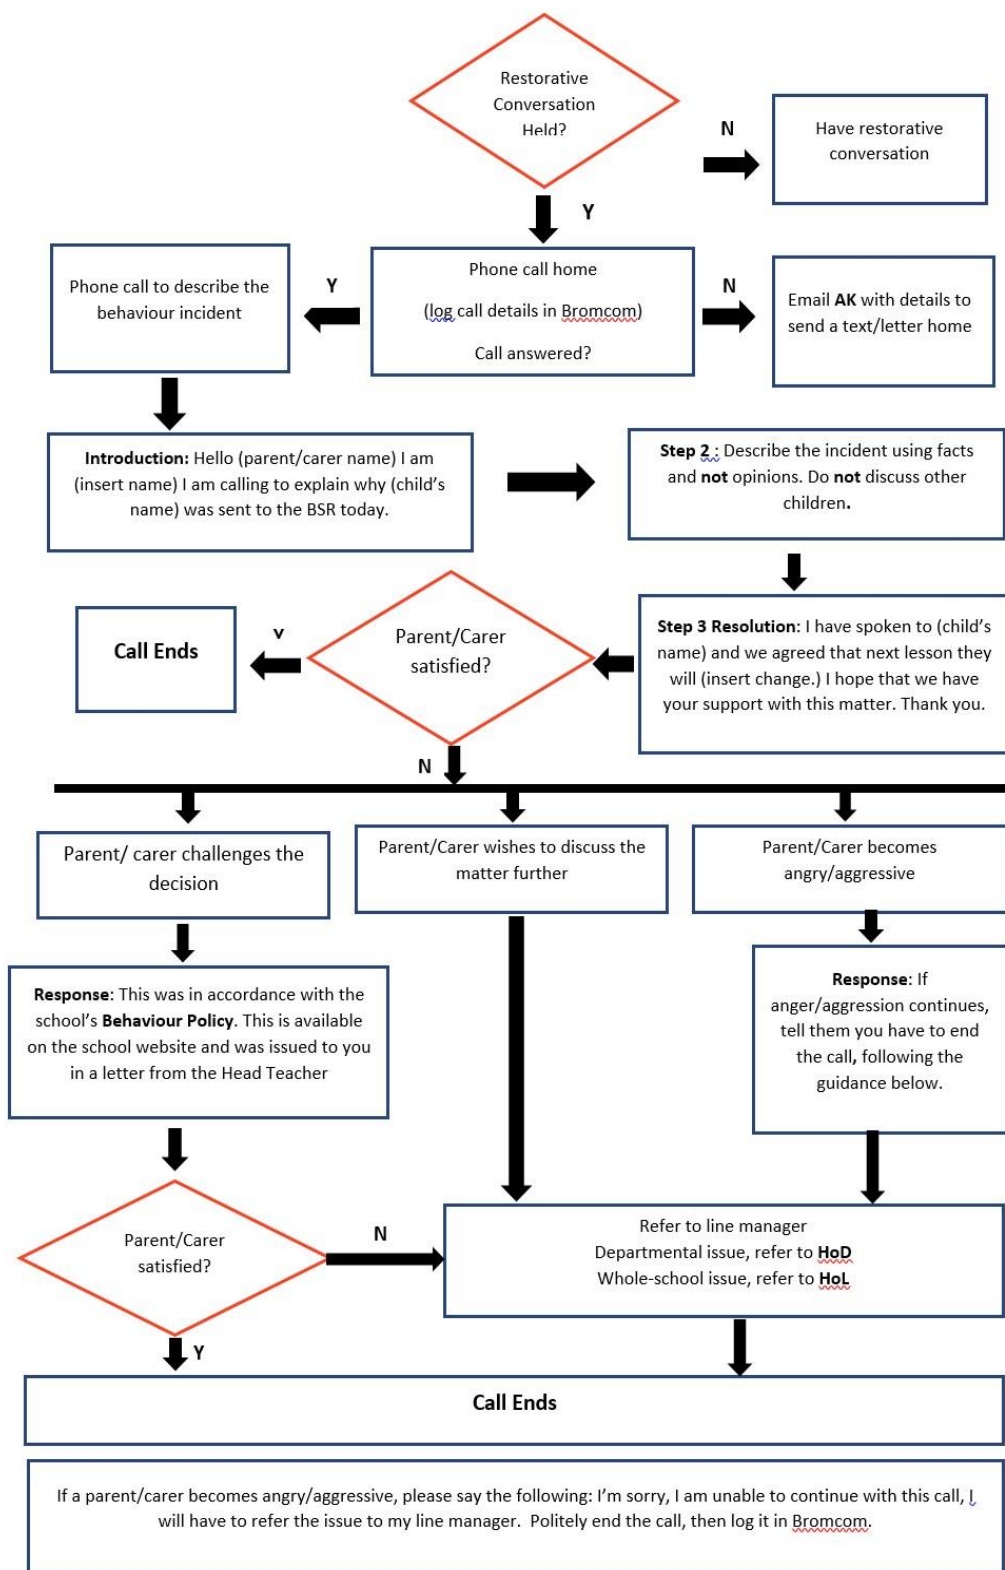 Restorative
Conversation
Held?
N
Have restorative
conversation
Y
Phone call to describe the
behaviour incident
Y
Phone call home
(log call details in Bromcom)
Call answered?
N
Email AK with details to
send a text/letter home
Introduction: Hello (parent/carer name) I am
(insert name) I am calling to explain why (child’s
name) was sent to the BSR today.
Step 2 : Describe the incident using facts
and not opinions. Do not discuss other
children.
Step 3 Resolution: I have spoken to (child’s
name) and we agreed that next lesson they
will (insert change.) I hope that we have
your support with this matter. Thank you.
Parent/Carer
satisfied?
Call Ends
N
Parent/ carer challenges the
decision
Parent/Carer wishes to discuss the
matter further
Parent/Carer becomes
angry/aggressive
Response: This was in accordance with the
school’s Behaviour Policy. This is available
on the school website and was issued to you
in a letter from the Head Teacher
Response: If
anger/aggression continues,
tell them you have to end
the call, following the
guidance below.
Parent/Carer
satisfied?
N
Refer to line manager
Departmental issue, refer to HoD
Whole-school issue, refer to HoL
Y
Call Ends
If a parent/carer becomes angry/aggressive, please say the following: I’m sorry, I am unable to continue with this call, I
will have to refer the issue to my line manager.  Politely end the call, then log it in Bromcom.